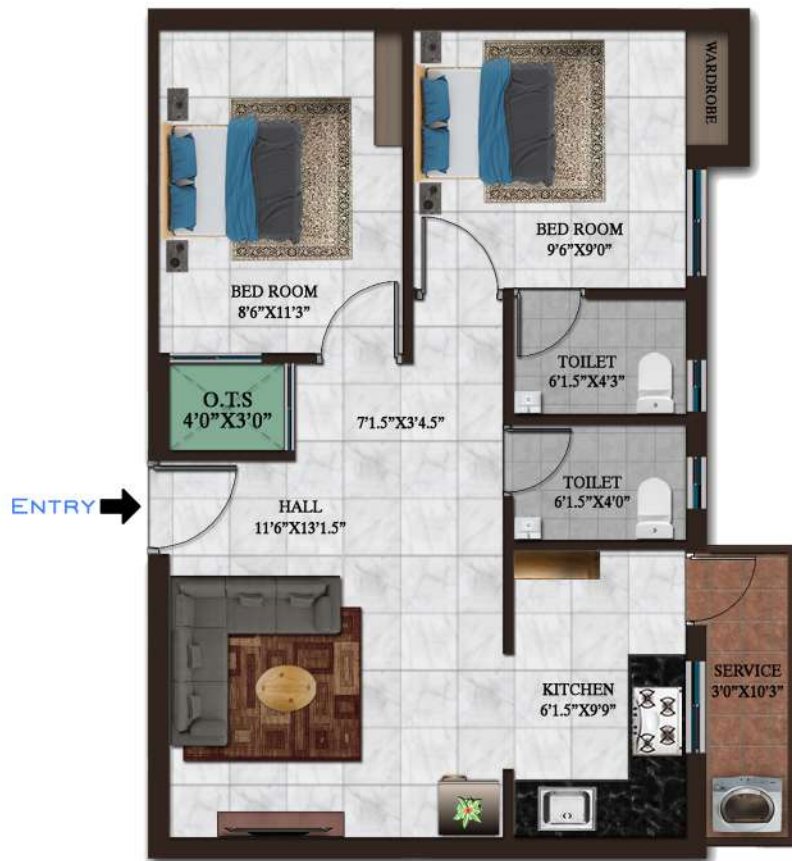 WARDROBE
BED ROOM
9'6"X9'0"
BED ROOM
8'6"X11'3"
TOILET
6'1.5"X4'3"
O.T.S
4'0"X3'0"
7'1.5"X3'4.5"
TOILET
6'1.5"X4'0"
ENTRY
HALL
11'6"X13'1.5"
SERVICE
3'0"X10'3"
KITCHEN
6'1.5"X9'9"